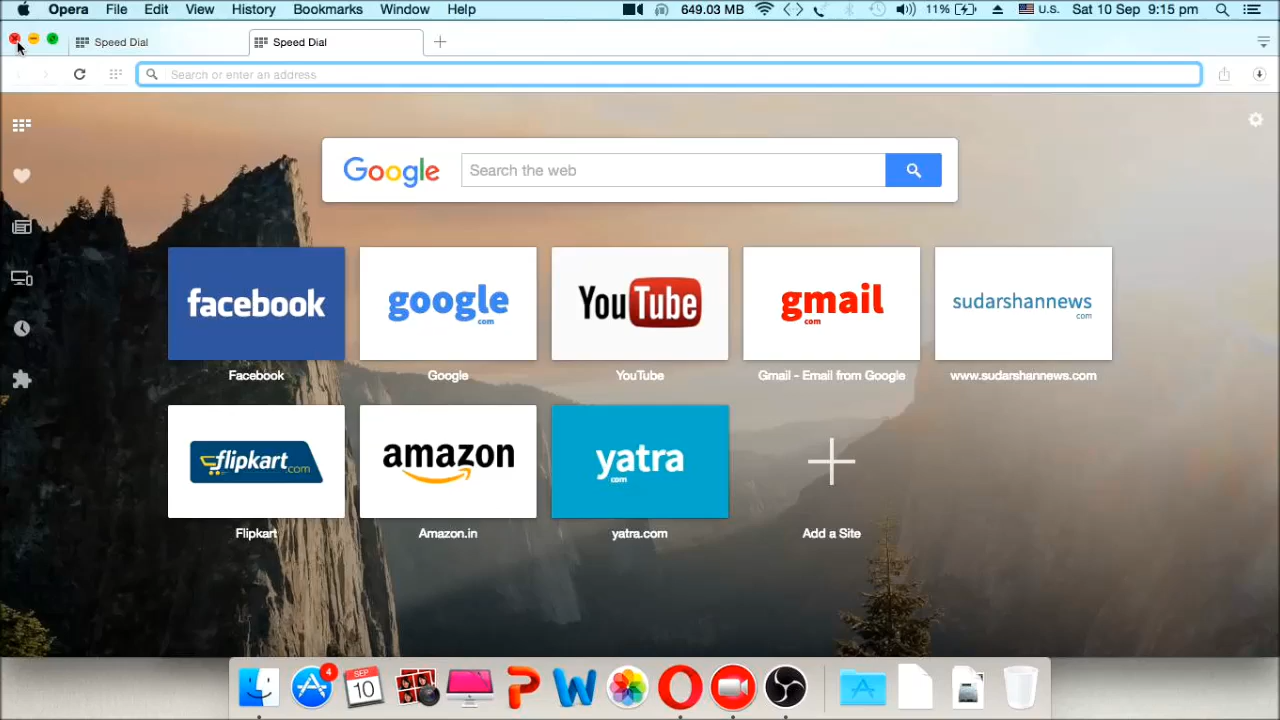 Opera File Edit View History Bookmarks Window Help 649.03 MB 11% U.S. Sat 10 Sep 9:15 pm
Speed Dial Speed Dial
Search or enter an address
Google Search the web
facebook google com YouTube gmail com sudarshannews com
Facebook Google YouTube Gmail - Email from Google www.sudarshannews.com
flipkart.com amazon yatra com
Flipkart Amazon.in yatra.com Add a Site
4
SEP
10